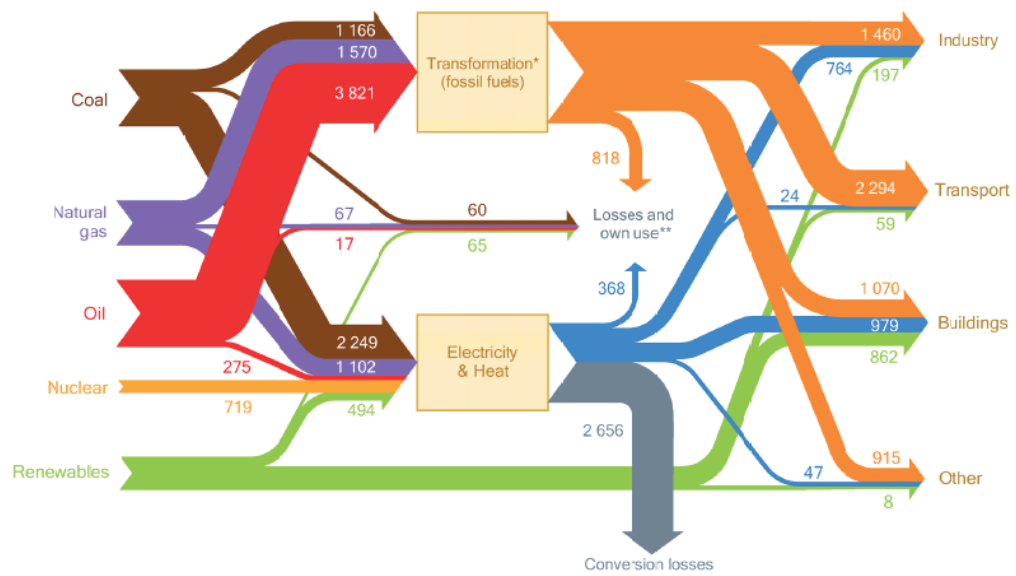 1 166
1 570
3 821
Transformation*
(fossil fuels)
1 460
764
197
Industry
Coal
818
Natural
gas
67
17
60
65
Losses and
own use**
24
2 294
59
Transport
Oil
368
1 070
979
862
Buildings
2 249
1 102
275
Electricity
& Heat
Nuclear
719
494
2 656
Renewables
47
915
8
Other
Conversion losses